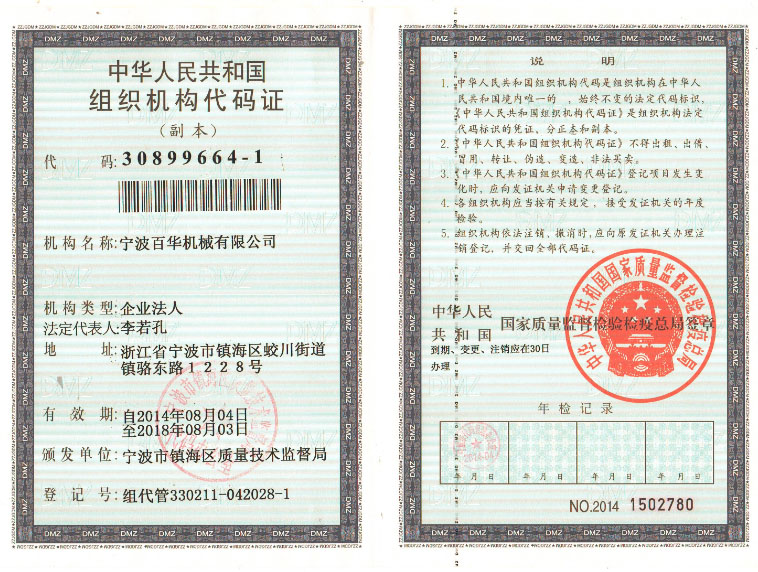 中华人民共和国
组织机构代码证
（副本）
代 码:30899664-1
机构名称:宁波百华机械有限公司
机构类型:企业法人
法定代表人:李若孔
地 址:浙江省宁波市镇海区蛟川街道
镇骆东路1228号
有 效 期:自2014年08月04日
至2018年08月03日
颁发单位:宁波市镇海区质量技术监督局
登 记 号:组代管330211-042028-1
说 明
1.中华人民共和国组织机构代码是组织机构在中华人
民共和国境内唯一的、始终不变的法定代码标识,
《中华人民共和国组织机构代码证》是组织机构法定
代码标识的凭证、分正本和副本。
2.《中华人民共和国组织机构代码证》不得出租、出借、
冒用、转让、伪造、变造、非法买卖。
3.《中华人民共和国组织机构代码证》登记项目发生变
化时,应向发证机关申请变更登记。
4.各组织机构应当按有关规定,接受发证机关的年度
检验。
5.组织机构依法注销、撤消时,应向原发证机关办理注
销登记,并交回全部代码证。
中华人民
共和国 国家质量监督检验检疫总局签章
到期、变更、注销应在30日
办理
中华人民共和国国家质量监督检验检疫总局
年检记录
年 月 日 年 月 日 年 月 日 年 月 日
NO.2014 1502780